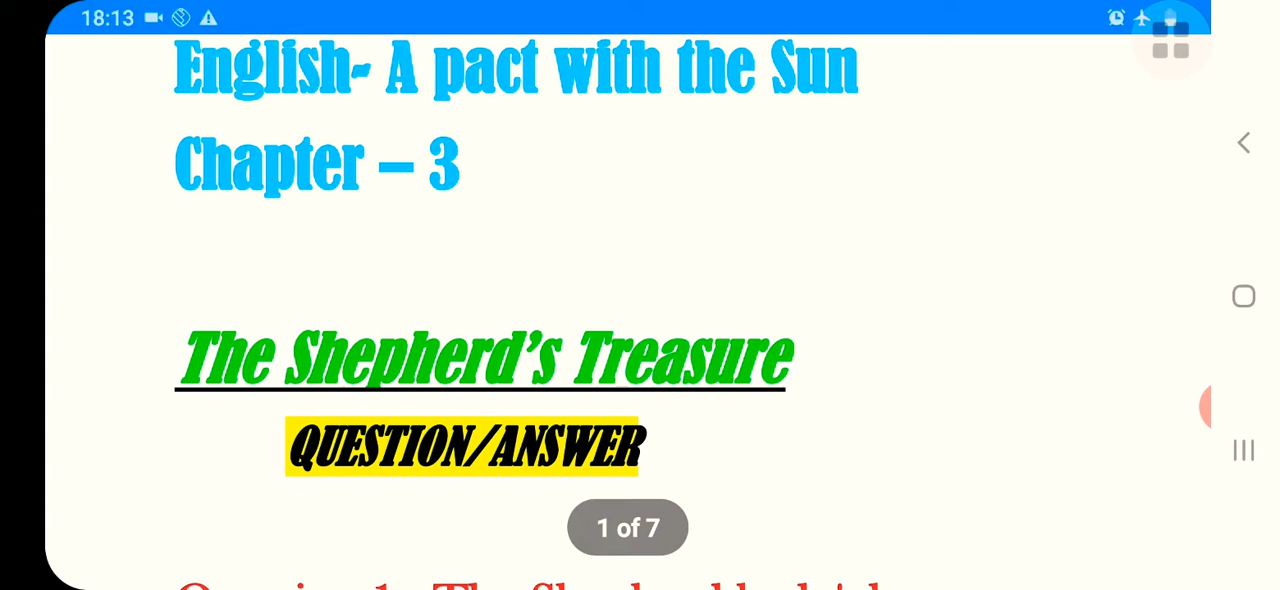 18:13
English- A pact with the Sun
Chapter – 3
The Shepherd's Treasure
QUESTION/ANSWER
1 of 7